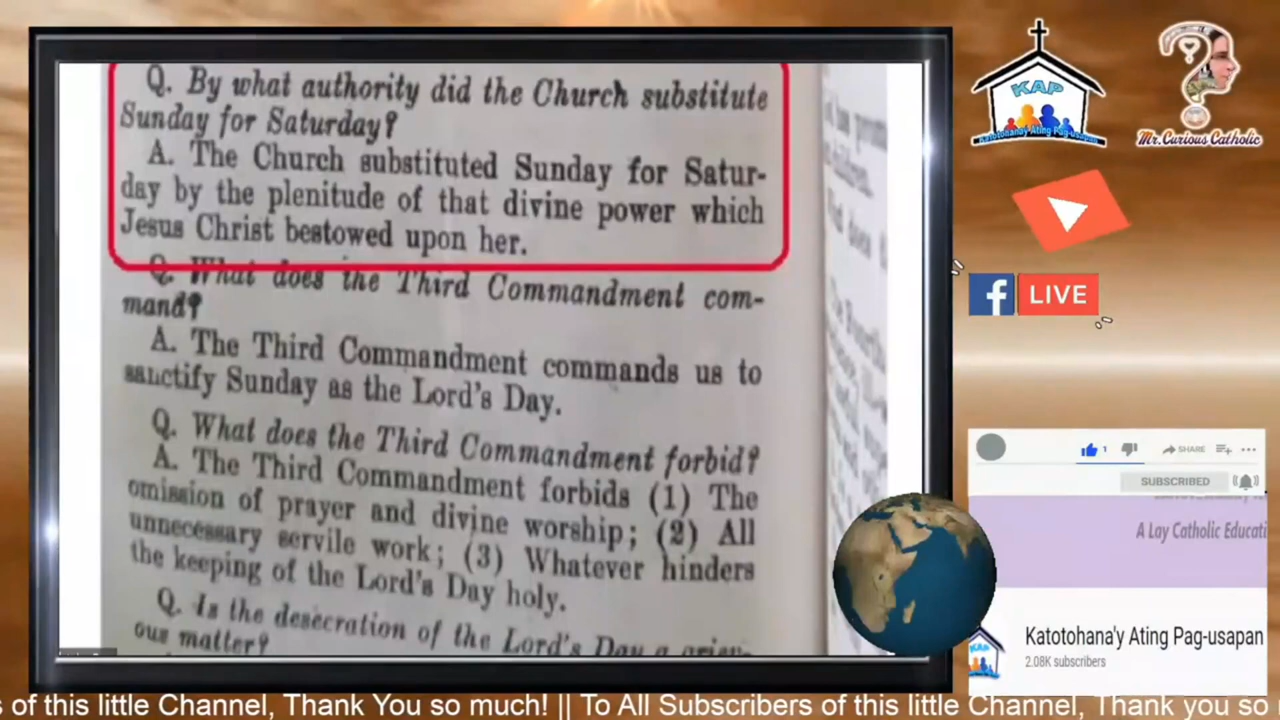 Q. By what authority did the Church substitute
Sunday for Saturday?
A. The Church substituted Sunday for Satur-
day by the plenitude of that divine power which
Jesus Christ bestowed upon her.
Q. What does the Third Commandment com-
mand?
A. The Third Commandment commands us to
sanctify Sunday as the Lord's Day.
Q. What does the Third Commandment forbid?
A. The Third Commandment forbids (1) The
omission of prayer and divine worship; (2) All
unnecessary servile work; (3) Whatever hinders
the keeping of the Lord's Day holy.
Q. Is the desecration of the Lord's Day a griev-
ous matter?
KAP
Katotohana'y Ating Pag-usapan
Mr.Curious Catholic
f LIVE
1 SHARE
SUBSCRIBED
A Lay Catholic Educati
KAP
Katotohana'y Ating Pag-usapan
2.08K subscribers
s of this little Channel, Thank You so much! || To All Subscribers of this little Channel, Thank you so